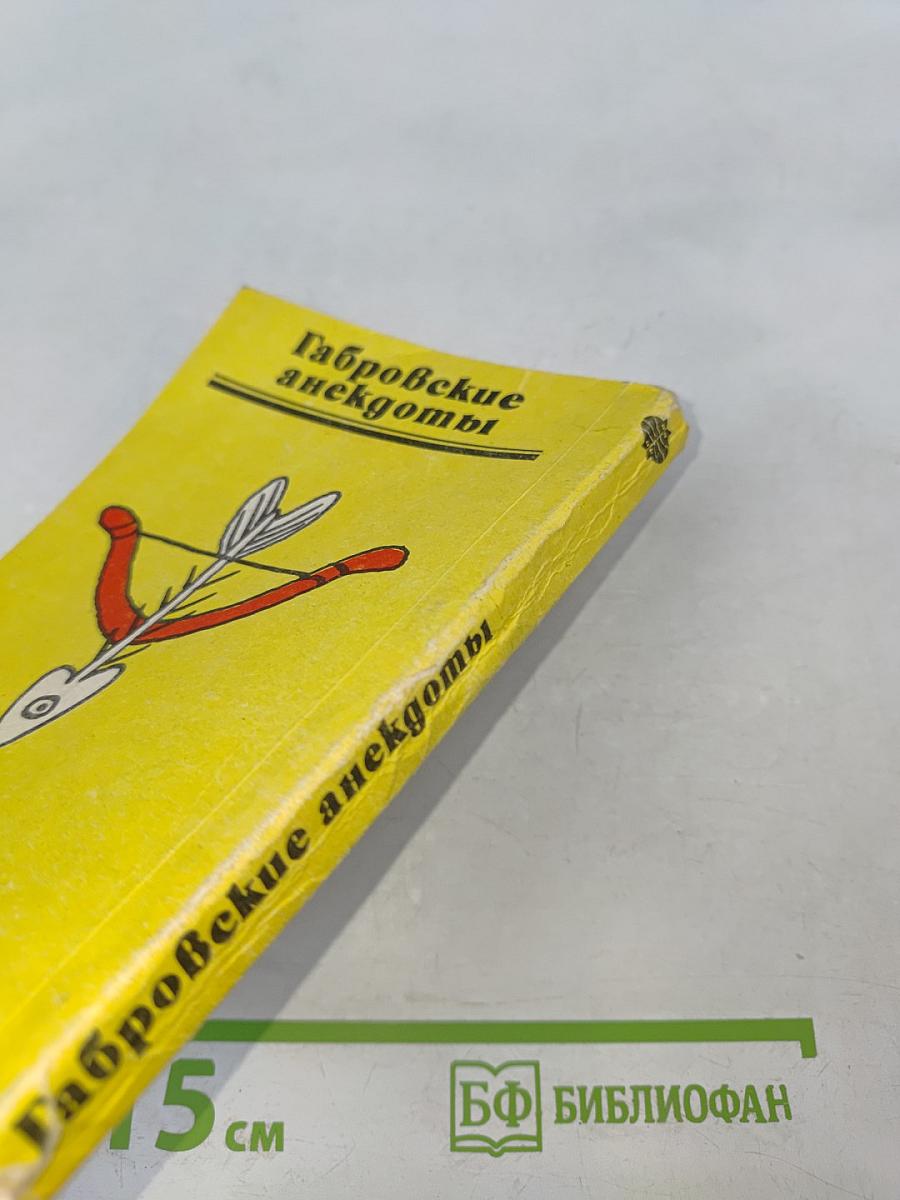 Габровские
анекдоты
Габровские анекдоты
15 см
БФ БИБЛИОФАН